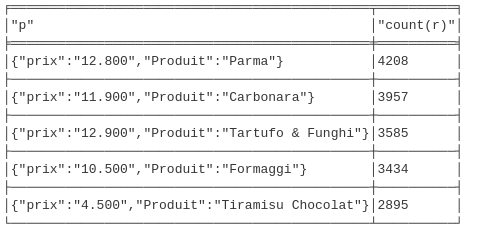 "p" "count(r)"
{"prix":"12.800","Produit":"Parma"} 4208
{"prix":"11.900","Produit":"Carbonara"} 3957
{"prix":"12.900","Produit":"Tartufo & Funghi"} 3585
{"prix":"10.500","Produit":"Formaggi"} 3434
{"prix":"4.500","Produit":"Tiramisu Chocolat"} 2895